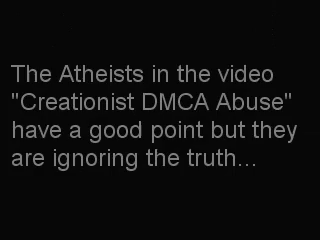 The Atheists in the video
"Creationist DMCA Abuse"
have a good point but they
are ignoring the truth...